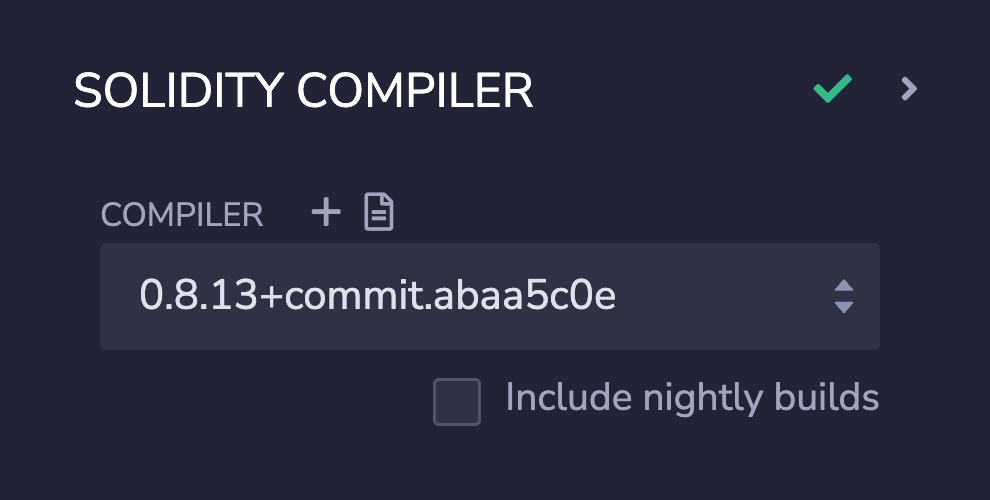 SOLIDITY COMPILER
COMPILER
0.8.13+commit.abaa5c0e
Include nightly builds